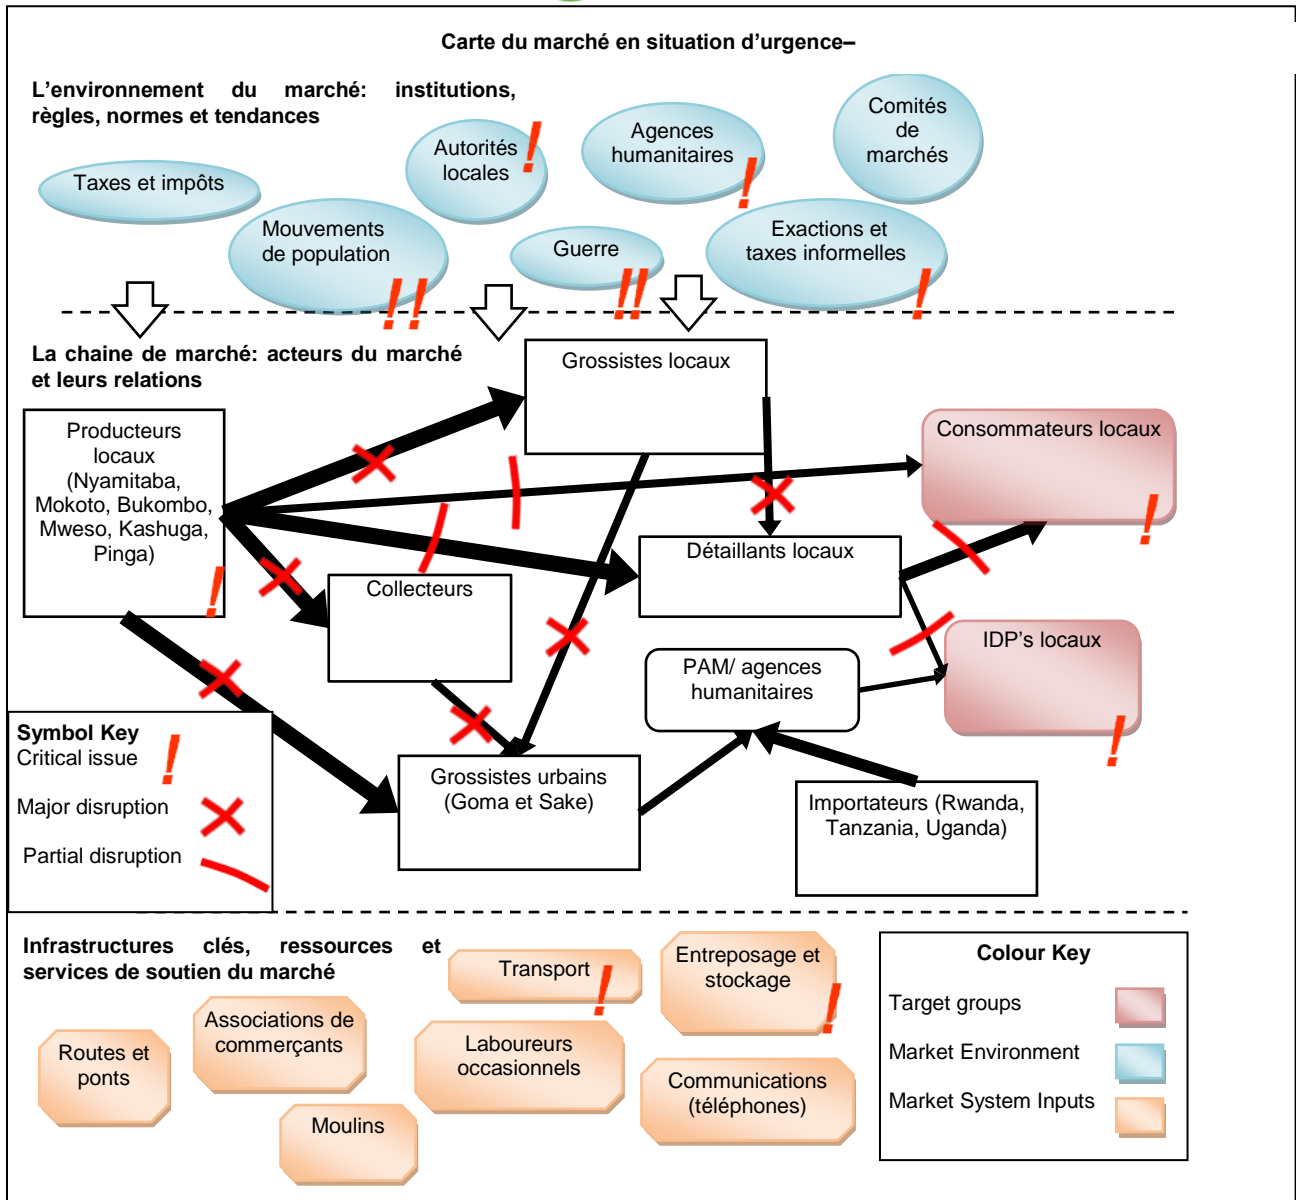 Carte du marché en situation d'urgence–
L'environnement du marché: institutions,
règles, normes et tendances
Taxes et impôts
Mouvements
de population
!!
Autorités
locales
!
Guerre
!!
Agences
humanitaires
!
Exactions et
taxes informelles
!
Comités
de
marchés
La chaine de marché: acteurs du marché
et leurs relations
Producteurs
locaux
(Nyamitaba,
Mokoto, Bukombo,
Mweso, Kashuga,
Pinga)
!
Grossistes locaux
Consommateurs locaux
!
Détaillants locaux
Collecteurs
IDP's locaux
!
PAM/ agences
humanitaires
Grossistes urbains
(Goma et Sake)
Importateurs (Rwanda,
Tanzania, Uganda)
Symbol Key
Critical issue !
Major disruption
Partial disruption
Infrastructures clés, ressources et
services de soutien du marché
Routes et
ponts
Associations de
commerçants
Moulins
Transport
!
Laboureurs
occasionnels
Entreposage et
stockage
!
Communications
(téléphones)
Colour Key
Target groups
Market Environment
Market System Inputs